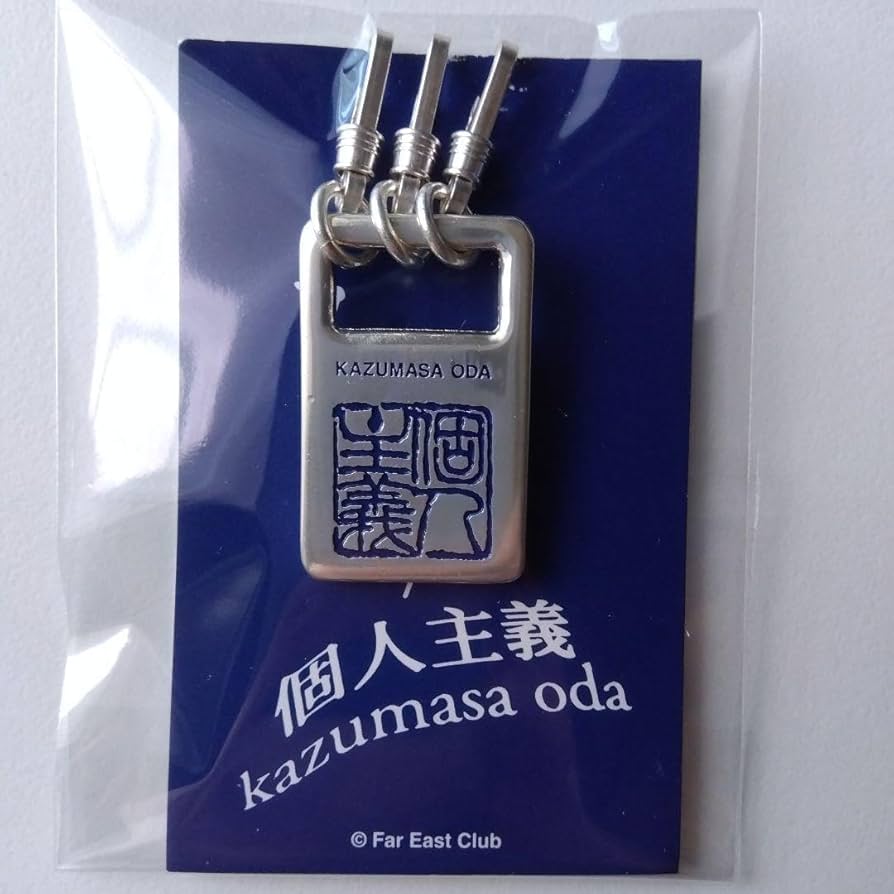 KAZUMASA ODA
個人
主義
個人主義
kazumasa oda
© Far East Club